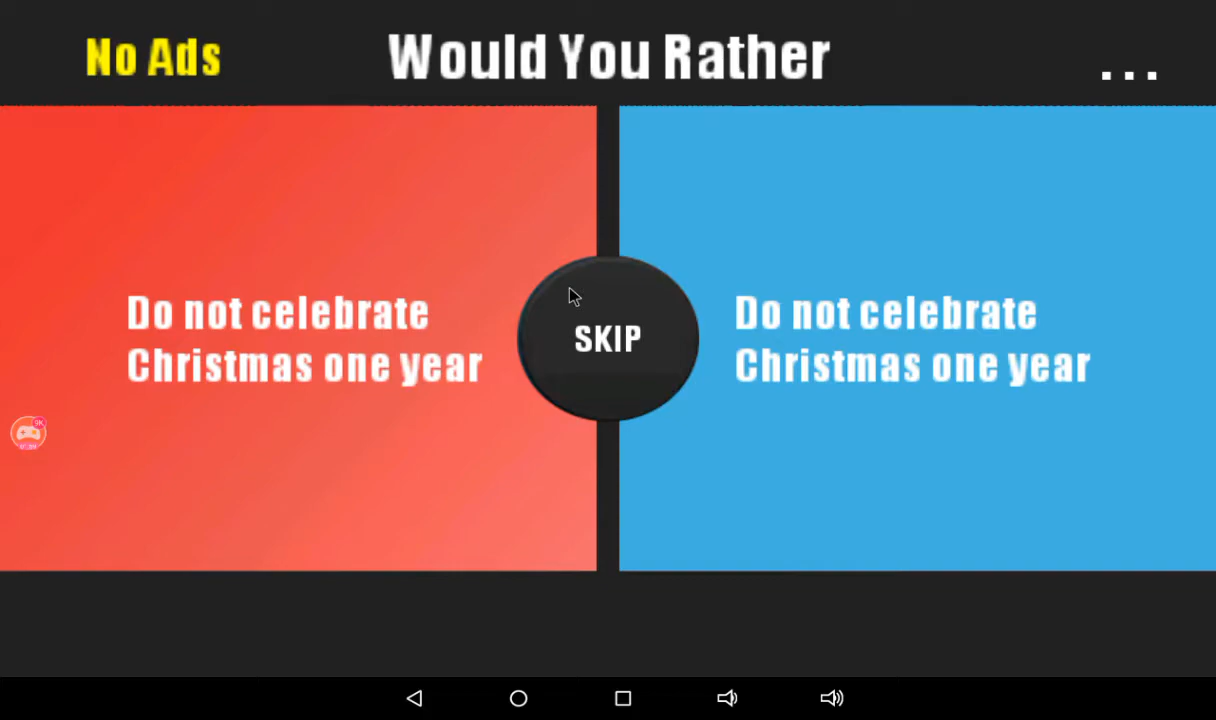 No Ads
Would You Rather
...
Do not celebrate
Christmas one year
SKIP
Do not celebrate
Christmas one year